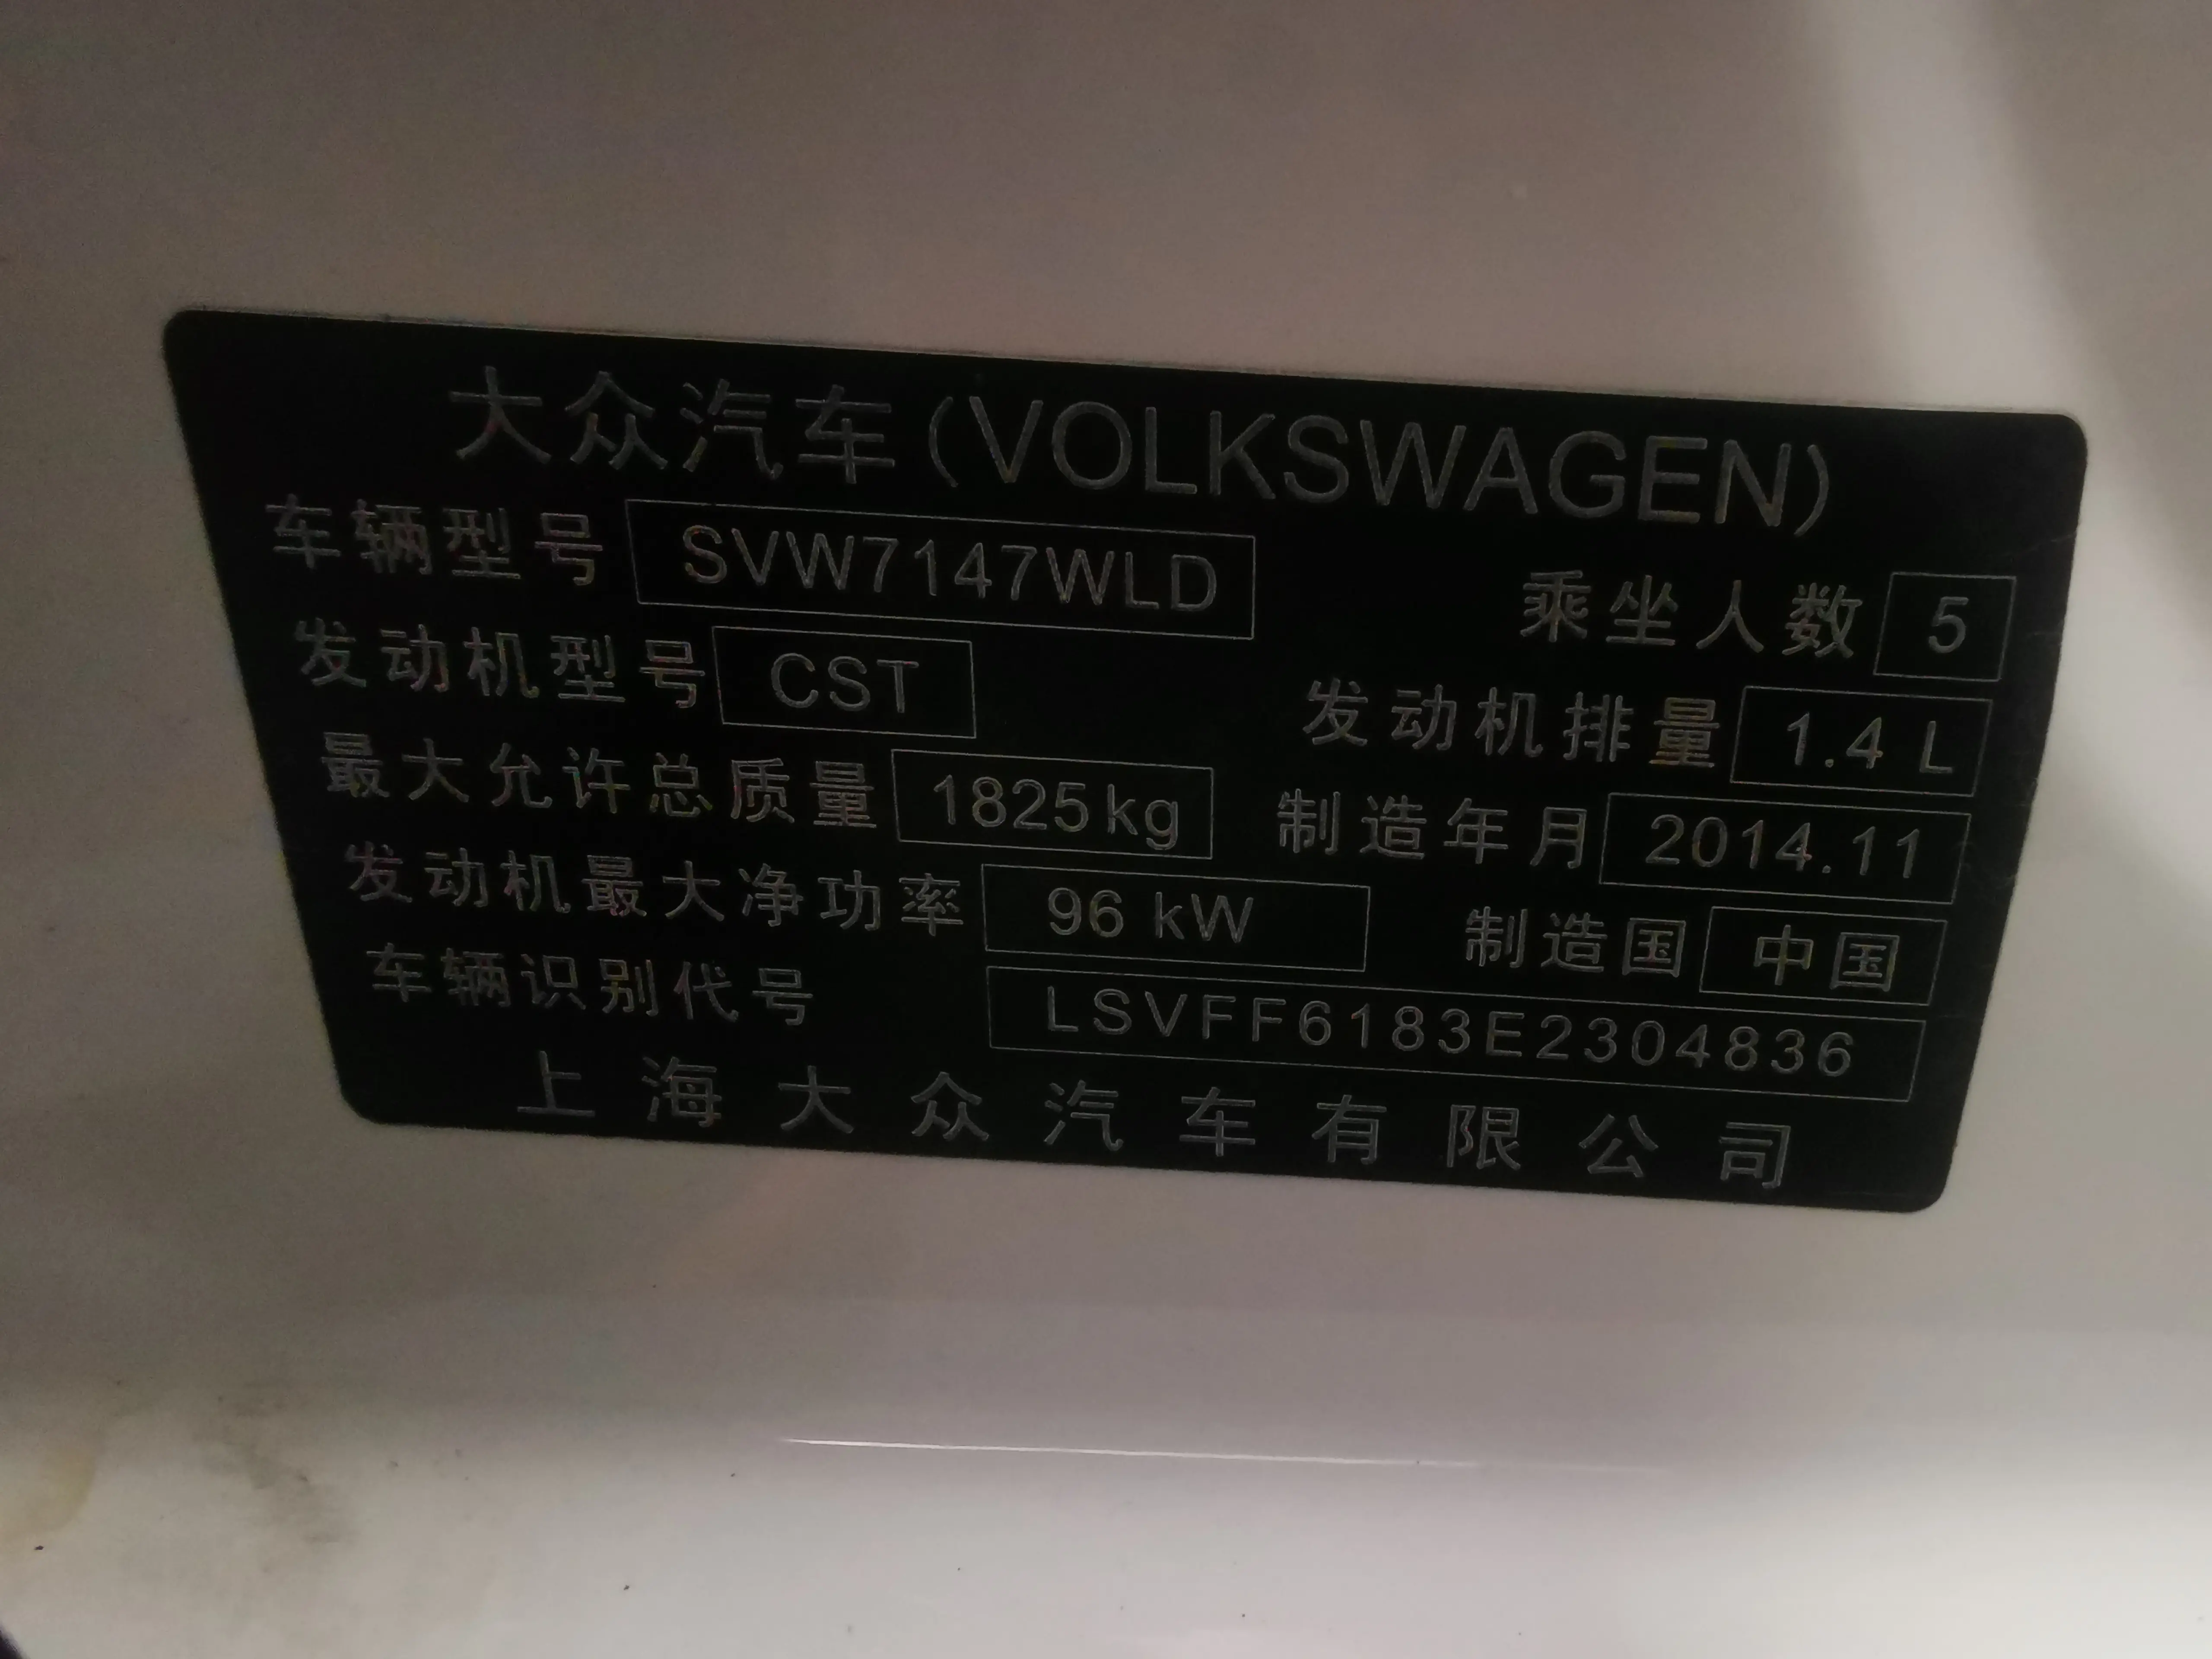 大众汽车(VOLKSWAGEN)
车辆型号 SVW7147WLD 乘坐人数 5
发动机型号 CST 发动机排量 1.4 L
最大允许总质量 1825kg 制造年月 2014.11
发动机最大净功率 96 kW 制造国 中国
车辆识别代号 LSVFF6183E2304836
上海大众汽车有限公司